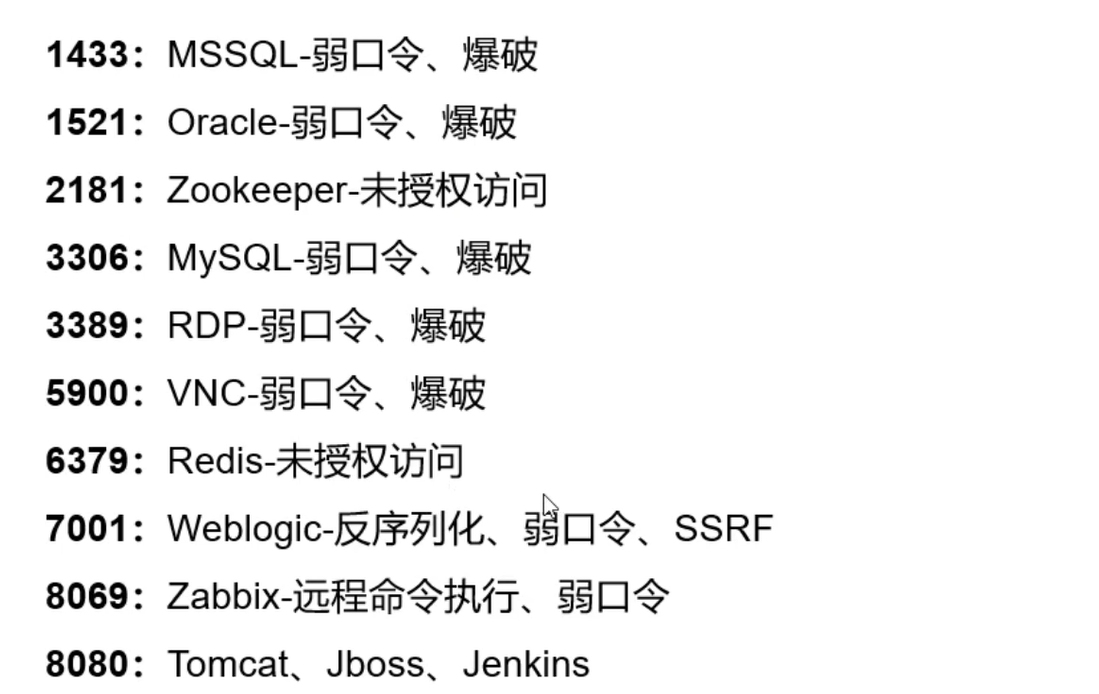 1433：MSSQL-弱口令、爆破
1521：Oracle-弱口令、爆破
2181：Zookeeper-未授权访问
3306：MySQL-弱口令、爆破
3389：RDP-弱口令、爆破
5900：VNC-弱口令、爆破
6379：Redis-未授权访问
7001：Weblogic-反序列化、弱口令、SSRF
8069：Zabbix-远程命令执行、弱口令
8080：Tomcat、Jboss、Jenkins